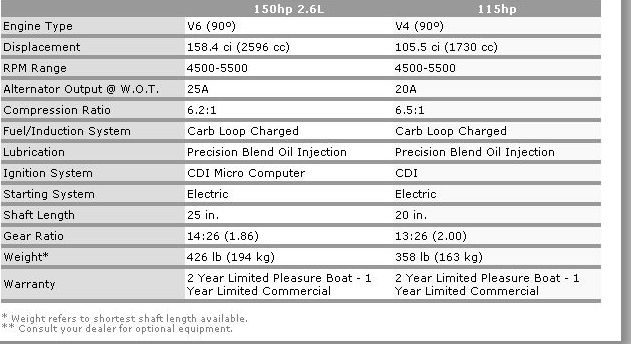 150hp 2.6L 115hp
Engine Type V6 (90º) V4 (90º)
Displacement 158.4 ci (2596 cc) 105.5 ci (1730 cc)
RPM Range 4500-5500 4500-5500
Alternator Output @ W.O.T. 25A 20A
Compression Ratio 6.2:1 6.5:1
Fuel/Induction System Carb Loop Charged Carb Loop Charged
Lubrication Precision Blend Oil Injection Precision Blend Oil Injection
Ignition System CDI Micro Computer CDI
Starting System Electric Electric
Shaft Length 25 in. 20 in.
Gear Ratio 14:26 (1.86) 13:26 (2.00)
Weight* 426 lb (194 kg) 358 lb (163 kg)
Warranty 2 Year Limited Pleasure Boat - 1 2 Year Limited Pleasure Boat - 1
Year Limited Commercial Year Limited Commercial
* Weight refers to shortest shaft length available.
** Consult your dealer for optional equipment.